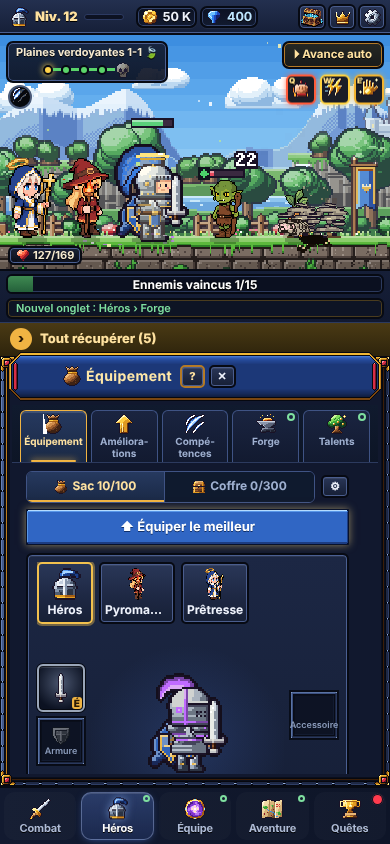 Niv. 12
50 K
400
Plaines verdoyantes 1-1
Avance auto
Q
W
E
22
127/169
Ennemis vaincus 1/15
Nouvel onglet : Héros › Forge
Tout récupérer (5)
Équipement
?
Équipement
Améliora-
tions
Compé-
tences
Forge
Talents
Sac 10/100
Coffre 0/300
Équiper le meilleur
Héros
Pyroma...
Prêtresse
E
Accessoire
Armure
Combat
Héros
Équipe
Aventure
Quêtes